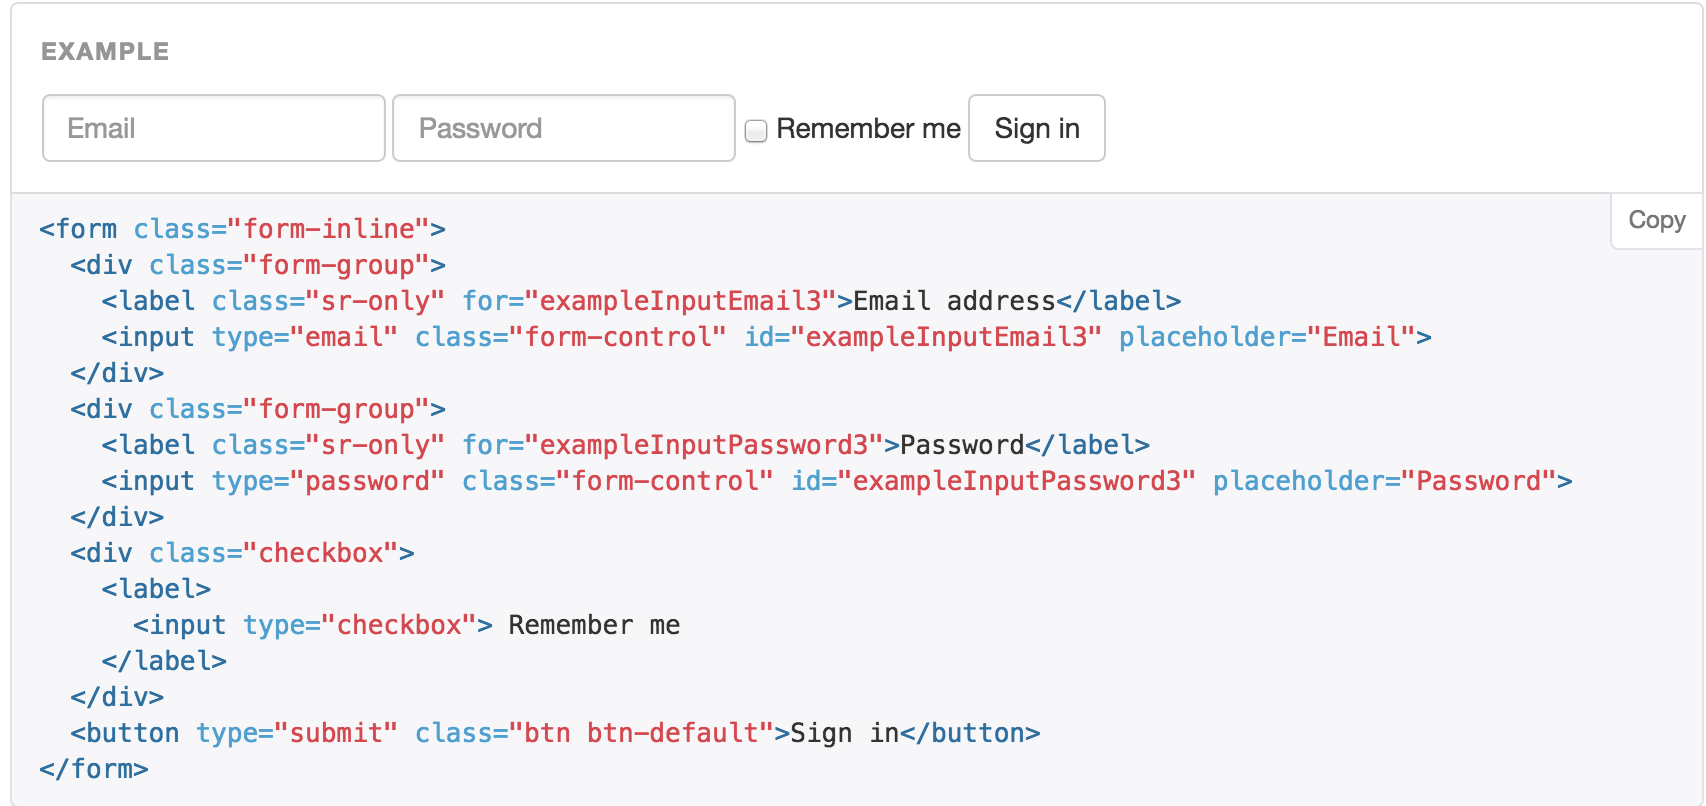 EXAMPLE
Email Password Remember me Sign in
Copy
<form class="form-inline">
  <div class="form-group">
    <label class="sr-only" for="exampleInputEmail3">Email address</label>
    <input type="email" class="form-control" id="exampleInputEmail3" placeholder="Email">
  </div>
  <div class="form-group">
    <label class="sr-only" for="exampleInputPassword3">Password</label>
    <input type="password" class="form-control" id="exampleInputPassword3" placeholder="Password">
  </div>
  <div class="checkbox">
    <label>
      <input type="checkbox"> Remember me
    </label>
  </div>
  <button type="submit" class="btn btn-default">Sign in</button>
</form>